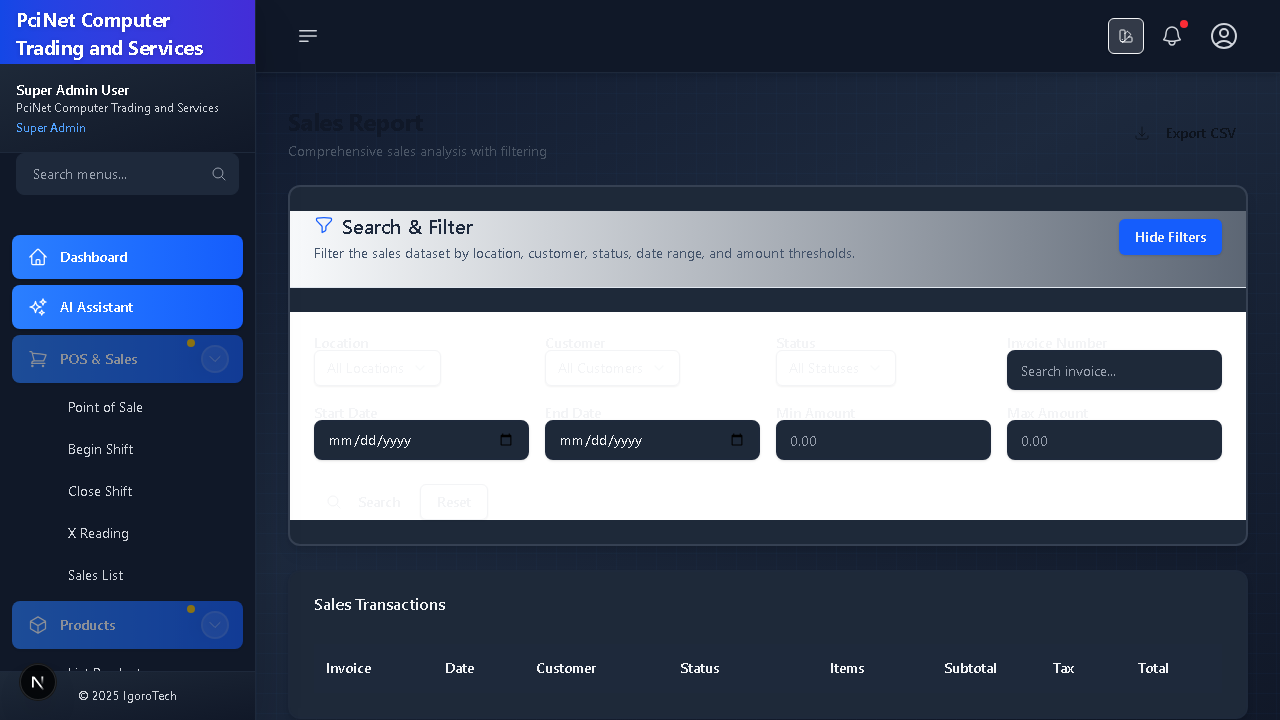 PciNet Computer
Trading and Services
Super Admin User
PciNet Computer Trading and Services
Super Admin
Search menus...
Dashboard
AI Assistant
POS & Sales
Point of Sale
Begin Shift
Close Shift
X Reading
Sales List
Products
List Products
N
© 2025 IgoroTech
Sales Report
Comprehensive sales analysis with filtering
Export CSV
Search & Filter
Filter the sales dataset by location, customer, status, date range, and amount thresholds.
Hide Filters
Location
Customer
Status
Invoice Number
All Locations
All Customers
All Statuses
Search invoice...
Start Date
End Date
Min Amount
Max Amount
mm/dd/yyyy
mm/dd/yyyy
0.00
0.00
Search
Reset
Sales Transactions
Invoice
Date
Customer
Status
Items
Subtotal
Tax
Total